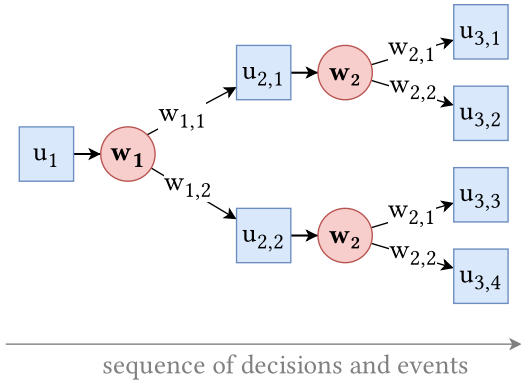 u₁
w₁
w₁,₁
w₁,₂
u₂,₁
w₂
w₂,₁
w₂,₂
u₃,₁
u₃,₂
u₂,₂
w₂
w₂,₁
w₂,₂
u₃,₃
u₃,₄
sequence of decisions and events